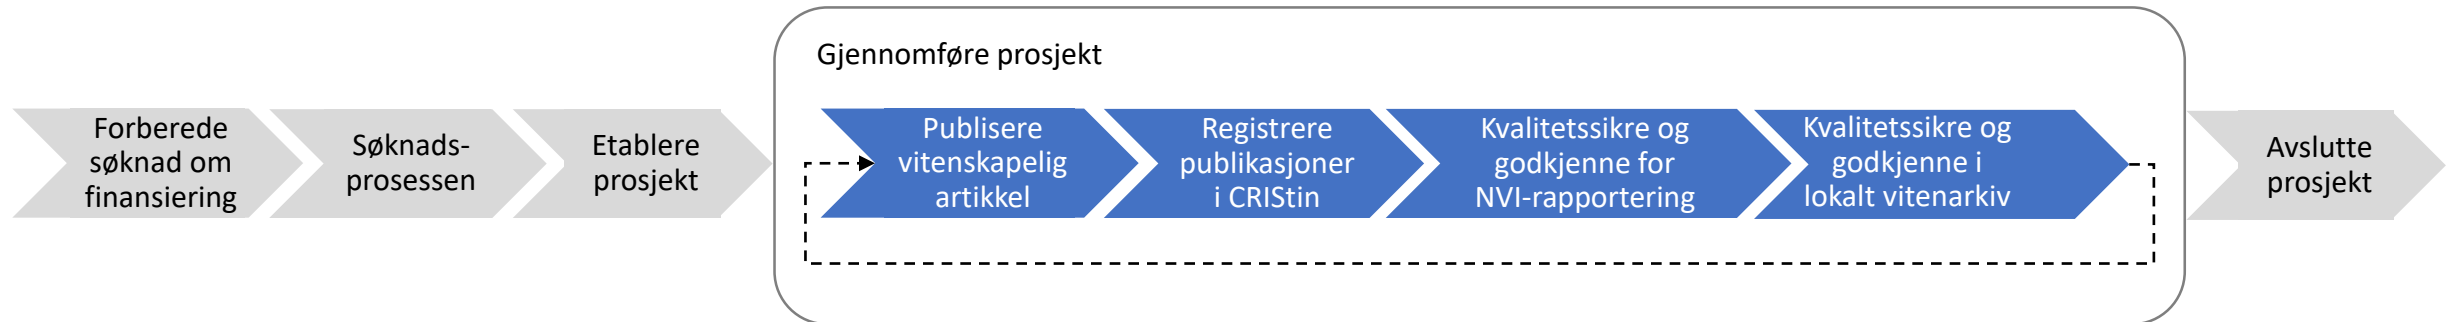 Gjennomføre prosjekt
Forberede
søknad om
finansiering
Søknads-
prosessen
Etablere
prosjekt
Publisere
vitenskapelig
artikkel
Registrere
publikasjoner
i CRIStin
Kvalitetssikre og
godkjenne for
NVI-rapportering
Kvalitetssikre og
godkjenne i
lokalt vitenarkiv
Avslutte
prosjekt